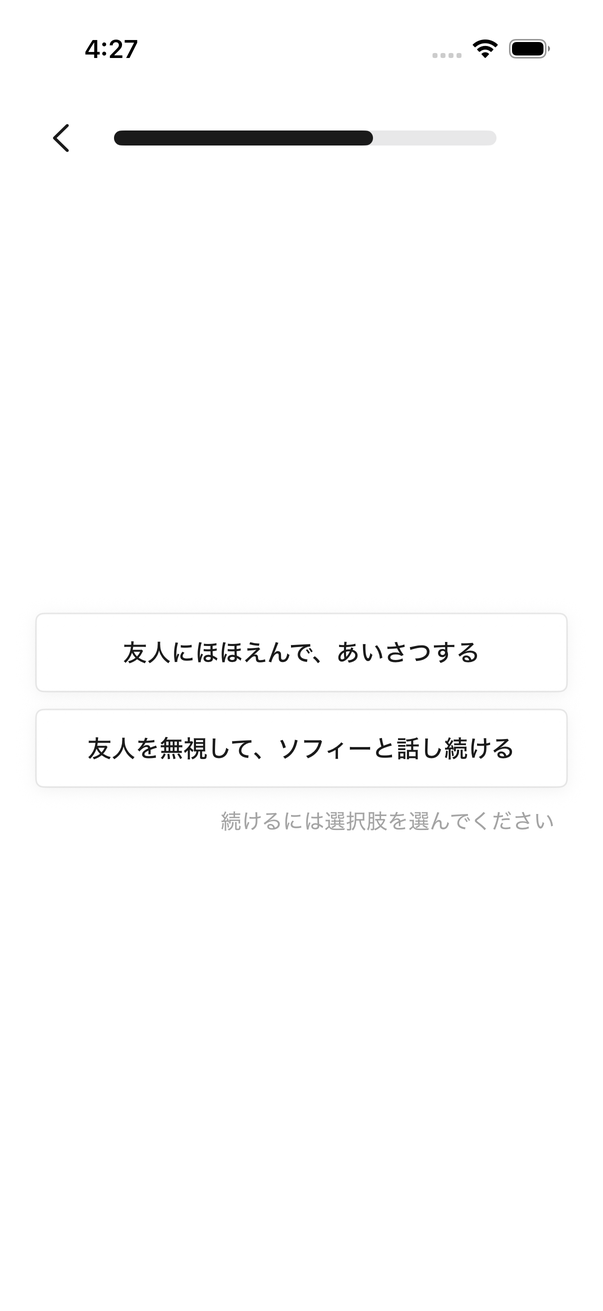 4:27
友人にほほえんで、あいさつする
友人を無視して、ソフィーと話し続ける
続けるには選択肢を選んでください